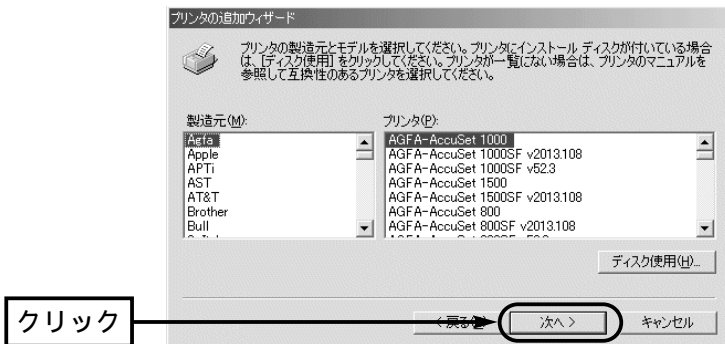 プリンタの追加ウィザード
プリンタの製造元とモデルを選択してください。プリンタにインストール ディスクが付いている場合
は、[ディスク使用] をクリックしてください。プリンタが一覧にない場合は、プリンタのマニュアルを
参照して互換性のあるプリンタを選択してください。
製造元(M): プリンタ(P):
Agfa AGFA-AccuSet 1000
Apple AGFA-AccuSet 1000SF v2013.108
APTi AGFA-AccuSet 1000SF v52.3
AST AGFA-AccuSet 1500
AT&T AGFA-AccuSet 1500SF v2013.108
Brother AGFA-AccuSet 800
Bull AGFA-AccuSet 800SF v2013.108
ディスク使用(H)...
クリック < 戻る 次へ > キャンセル